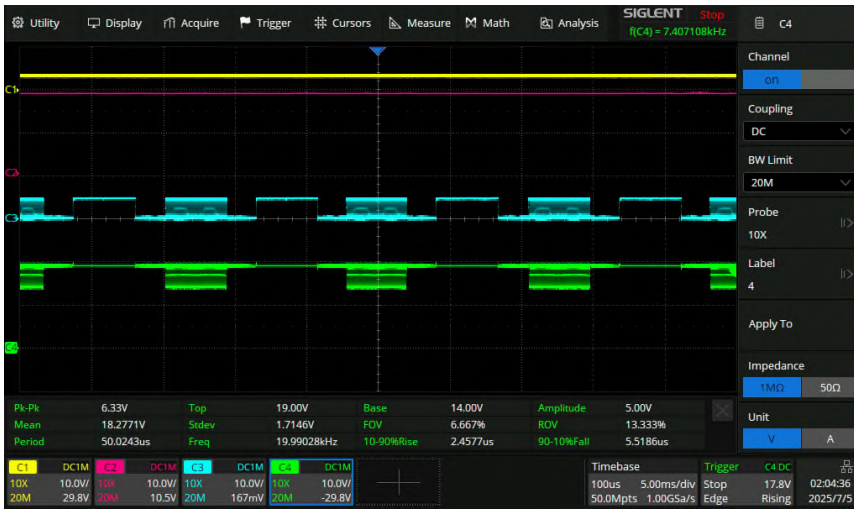 Utility Display Acquire Trigger Cursors Measure Math Analysis SIGLENT Stop C4
f(C4) = 7.407108kHz
Channel
on
C1
Coupling
DC
BW Limit
20M
C2
Probe
10X
C3
Label
4
Apply To
C4
Impedance
1MΩ 50Ω
Pk-Pk 6.33V Top 19.00V Base 14.00V Amplitude 5.00V
Mean 18.2771V Stdev 1.7146V FOV 6.667% ROV 13.333%
Period 50.0243us Freq 19.99028kHz 10-90%Rise 2.4577us 90-10%Fall 5.5186us
Unit
V A
C1 DC1M C2 DC1M C3 DC1M C4 DC1M Timebase Trigger C4 DC
10X 10.0V/ 10X 10.0V/ 10X 10.0V/ 10X 10.0V/ 100us 5.00ms/div Stop 17.8V 02:04:36
20M 29.8V 20M 10.5V 20M 167mV 20M -29.8V 50.0Mpts 1.00GSa/s Edge Rising 2025/7/5